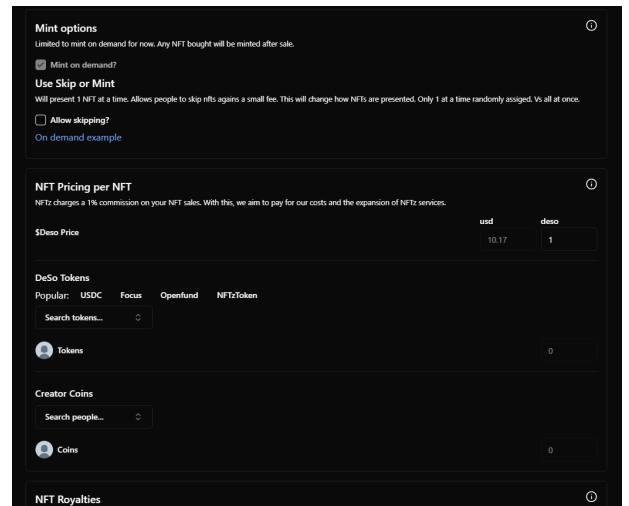 Mint options
Limited to mint on demand for now. Any NFT bought will be minted after sale.
Mint on demand?
Use Skip or Mint
Will present 1 NFT at a time. Allows people to skip nfts agains a small fee. This will change how NFTs are presented. Only 1 at a time randomly assiged. Vs all at once.
Allow skipping?
On demand example
NFT Pricing per NFT
NFTz charges a 1% commission on your NFT sales. With this, we aim to pay for our costs and the expansion of NFTz services.
usd deso
$Deso Price 10.17 1
DeSo Tokens
Popular: USDC Focus Openfund NFTzToken
Search tokens...
Tokens 0
Creator Coins
Search people...
Coins 0
NFT Royalties